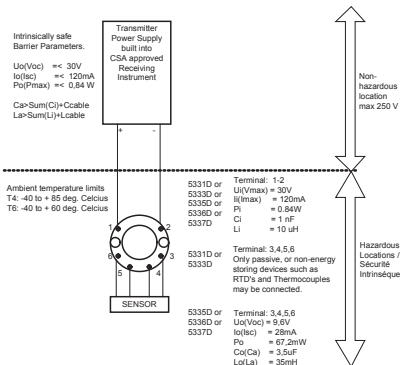 Intrinsically safe
Barrier Parameters.
Uo(Voc) =< 30V
Io(Isc) =< 120mA
Po(Pmax) =< 0,84 W
Ca>Sum(Ci)+Ccable
La>Sum(Li)+Lcable
Transmitter
Power Supply
built into
CSA approved
Receiving
Instrument
+ -
Non-
hazardous
location
max 250 V
Ambient temperature limits
T4: -40 to + 85 deg. Celcius
T6: -40 to + 60 deg. Celcius
1 2
6 3
5 4
SENSOR
5331D or
5333D or
5335D or
5336D or
5337D
Terminal: 1-2
Ui(Vmax) = 30V
Ii(Imax) = 120mA
Pi = 0.84W
Ci = 1 nF
Li = 10 uH
5331D or
5333D
Terminal: 3,4,5,6
Only passive, or non-energy
storing devices such as
RTD's and Thermocouples
may be connected.
5335D or
5336D or
5337D
Terminal: 3,4,5,6
Uo(Voc) = 9,6V
Io(Isc) = 28mA
Po = 67,2mW
Co(Ca) = 3,5uF
Lo(La) = 35mH
Hazardous
Locations /
Sécurité
Intrinsèque